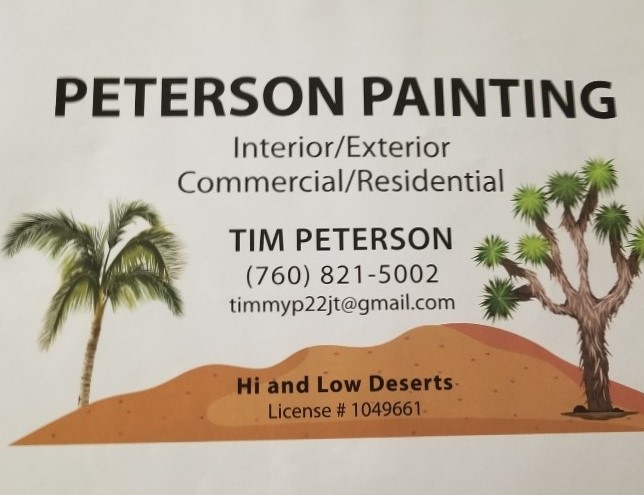 PETERSON PAINTING
Interior/Exterior
Commercial/Residential
TIM PETERSON
(760) 821-5002
timmyp22jt@gmail.com
Hi and Low Deserts
License # 1049661